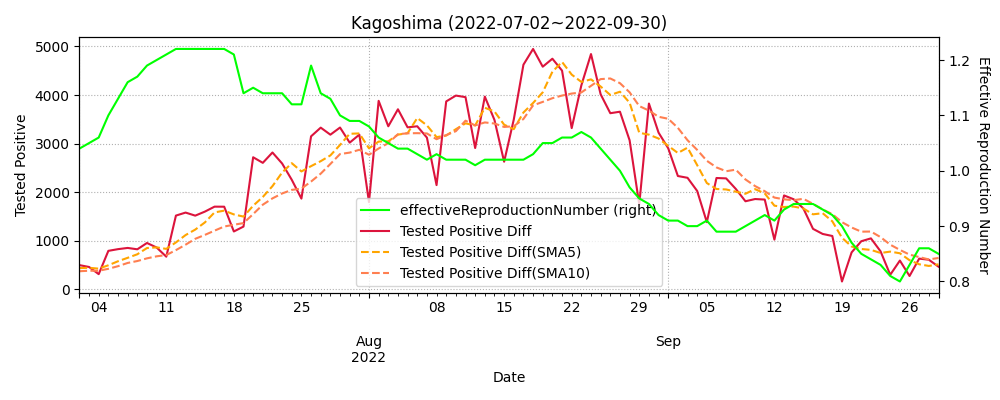 Kagoshima (2022-07-02~2022-09-30)
Tested Positive
5000
4000
3000
2000
1000
0
1.2
1.1
1.0
0.9
0.8
Effective Reproduction Number
effectiveReproductionNumber (right)
Tested Positive Diff
Tested Positive Diff(SMA5)
Tested Positive Diff(SMA10)
04 11 18 25 08 15 22 29 05 12 19 26
Aug Sep
2022
Date